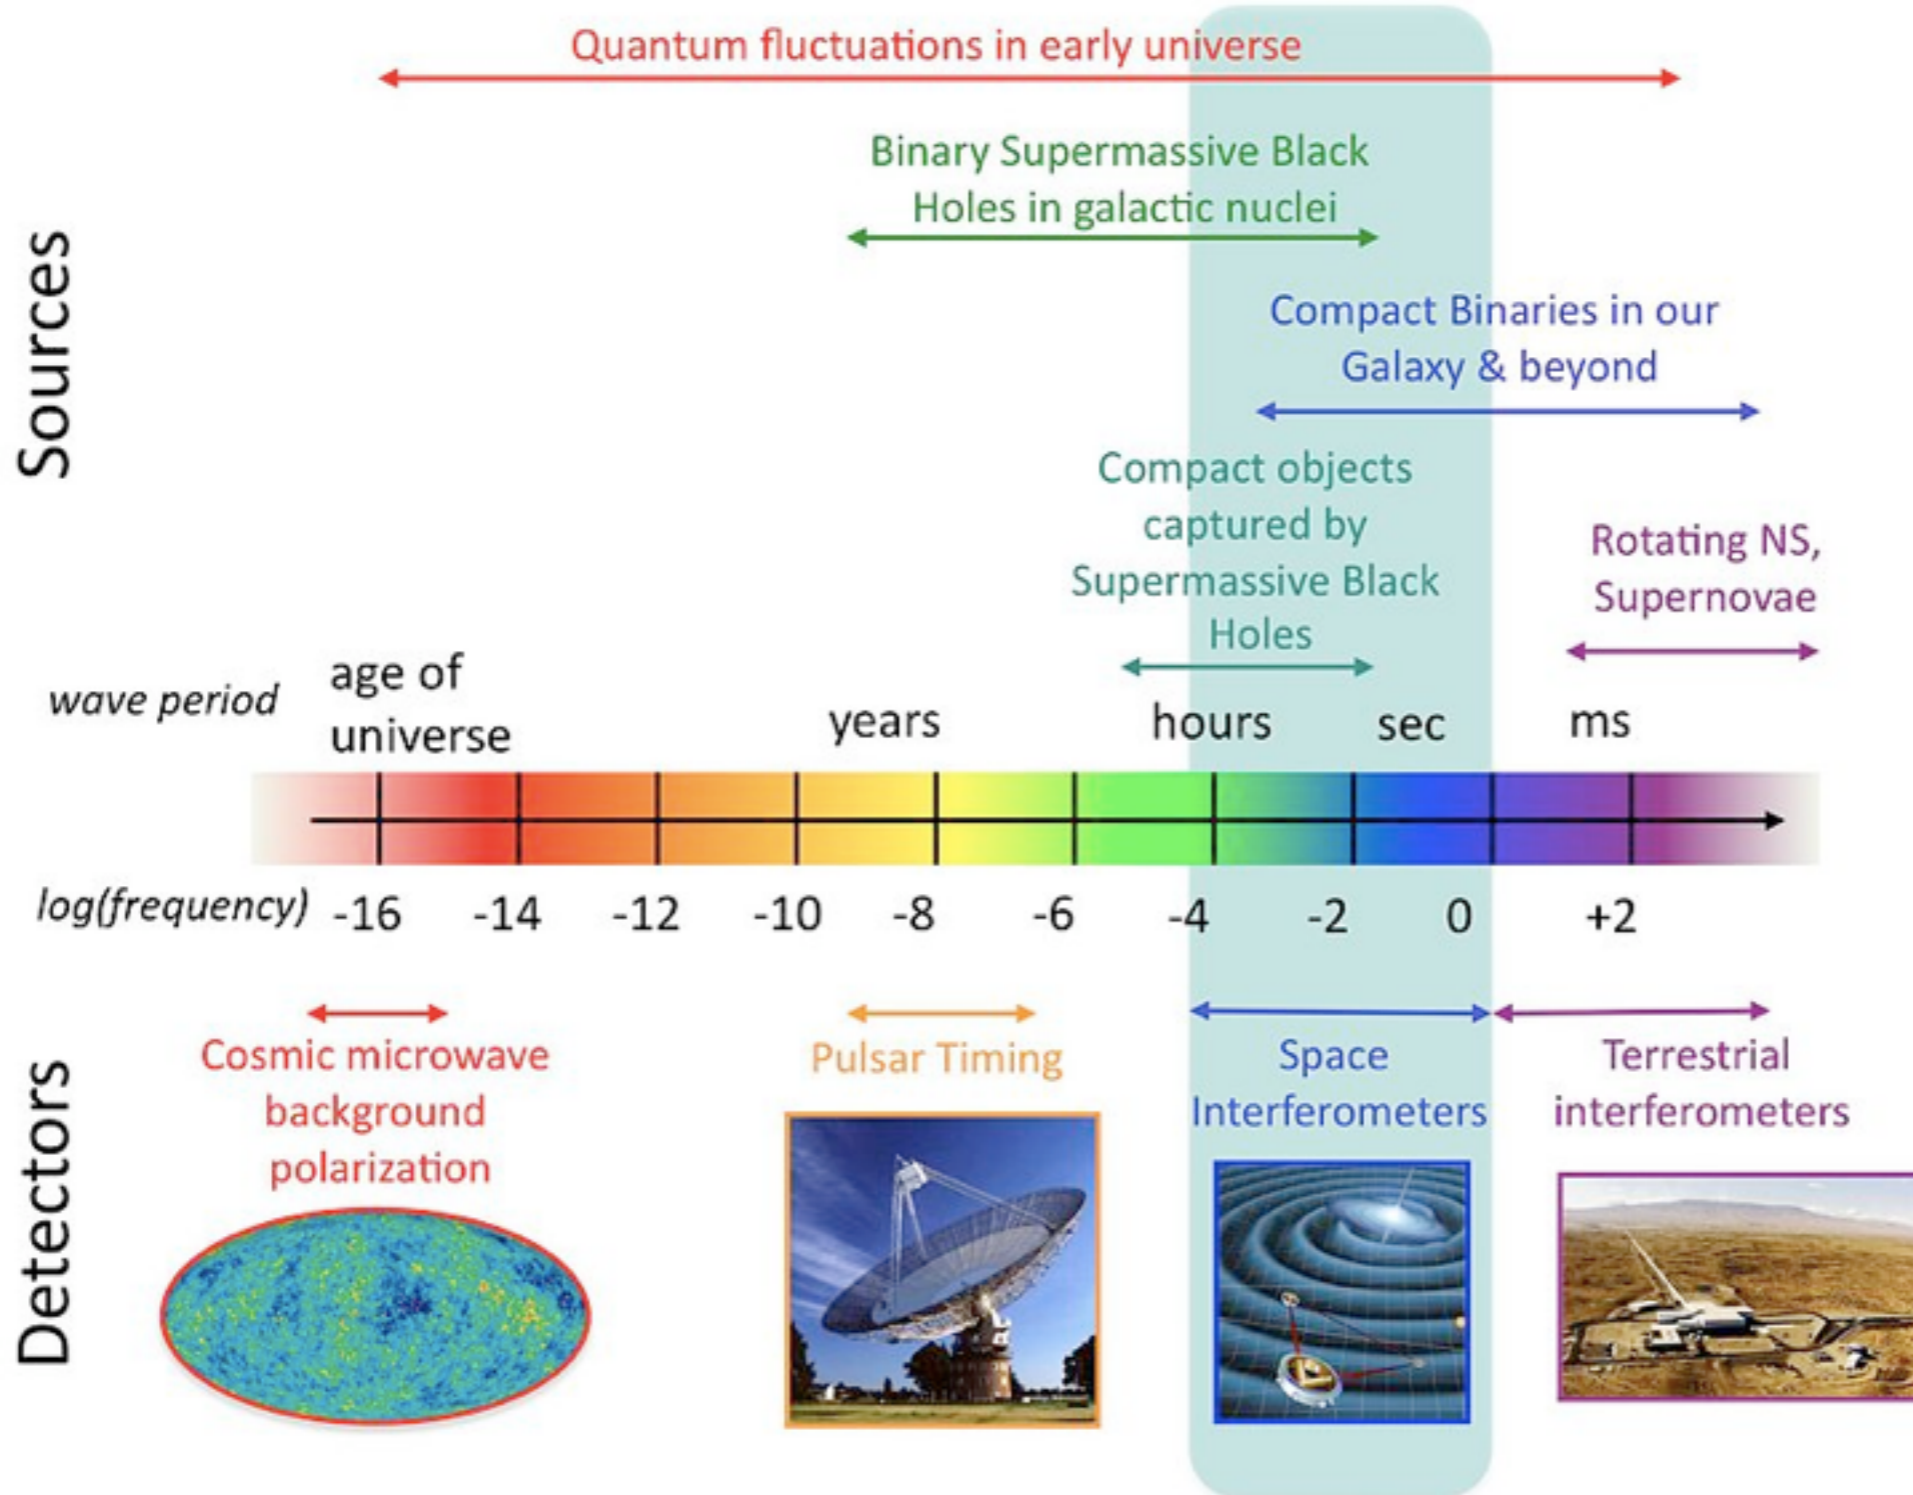 Quantum fluctuations in early universe
Binary Supermassive Black
Holes in galactic nuclei
Sources
Compact Binaries in our
Galaxy & beyond
Compact objects
captured by
Supermassive Black
Holes
Rotating NS,
Supernovae
wave period
age of
universe
years
hours
sec
ms
log(frequency)
-16
-14
-12
-10
-8
-6
-4
-2
0
+2
Detectors
Cosmic microwave
background
polarization
Pulsar Timing
Space
Interferometers
Terrestrial
interferometers